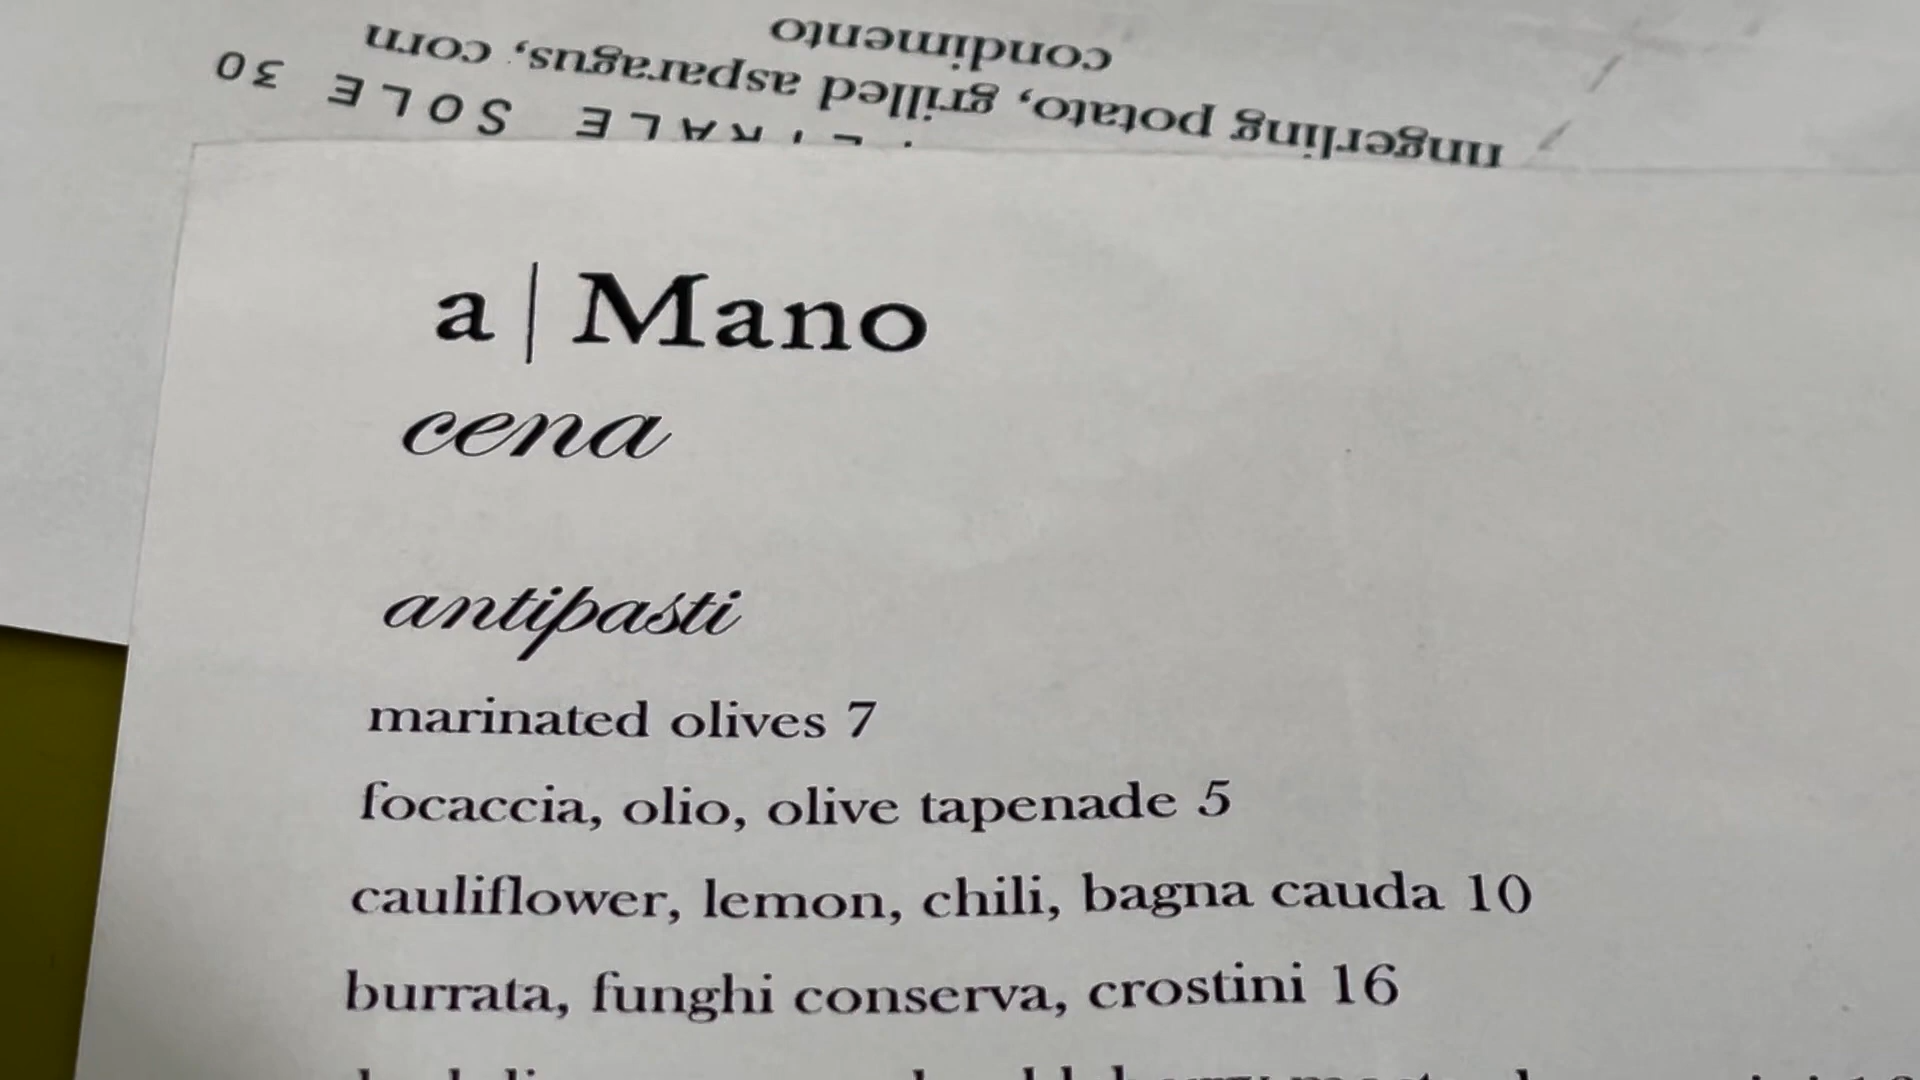 condimento
fingerling potato, grilled asparagus, corn
SOLE 30
a | Mano
cena
antipasti
marinated olives 7
focaccia, olio, olive tapenade 5
cauliflower, lemon, chili, bagna cauda 10
burrata, funghi conserva, crostini 16